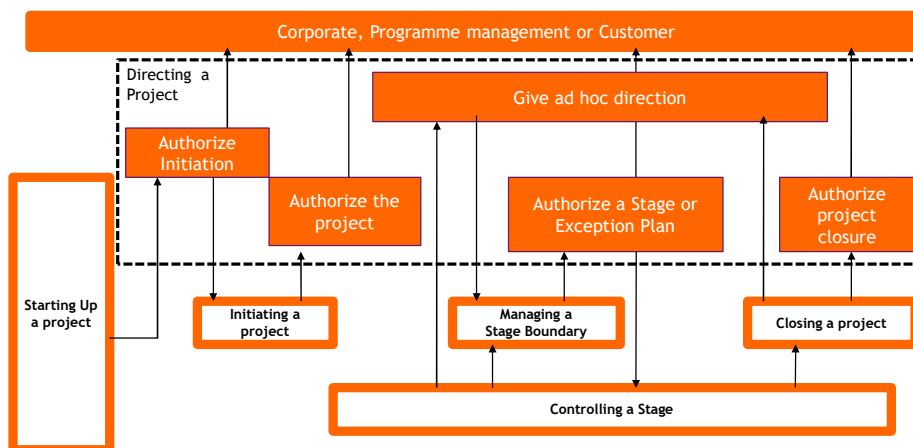 Corporate, Programme management or Customer
Directing a
Project
Give ad hoc direction
Authorize
Initiation
Authorize the
project
Authorize a Stage or
Exception Plan
Authorize
project
closure
Starting Up
a project
Initiating a
project
Managing a
Stage Boundary
Closing a project
Controlling a Stage